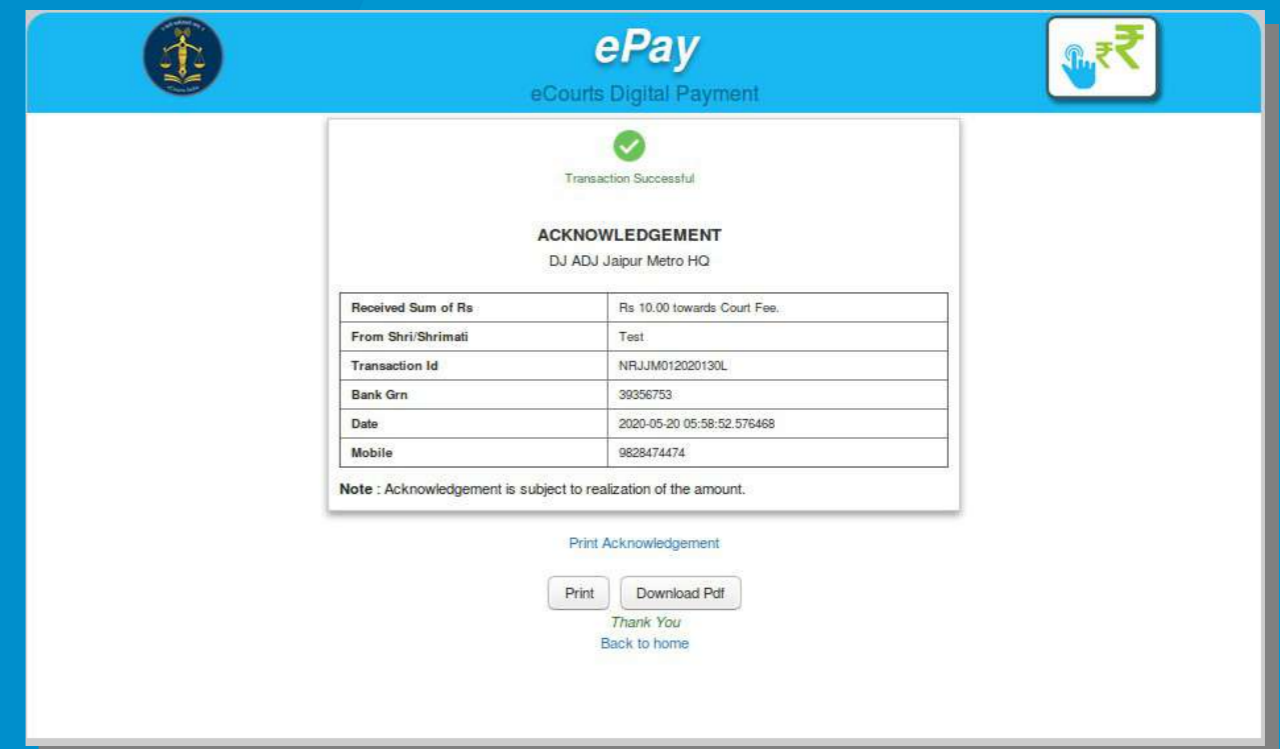 ePay
eCourts Digital Payment
Transaction Successful
ACKNOWLEDGEMENT
DJ ADJ Jaipur Metro HQ
Received Sum of Rs Rs 10.00 towards Court Fee.
From Shri/Shrimati Test
Transaction Id NRJJM012020130L
Bank Grn 39356753
Date 2020-05-20 05:58:52.576468
Mobile 9828474474
Note : Acknowledgement is subject to realization of the amount.
Print Acknowledgement
Print Download Pdf
Thank You
Back to home